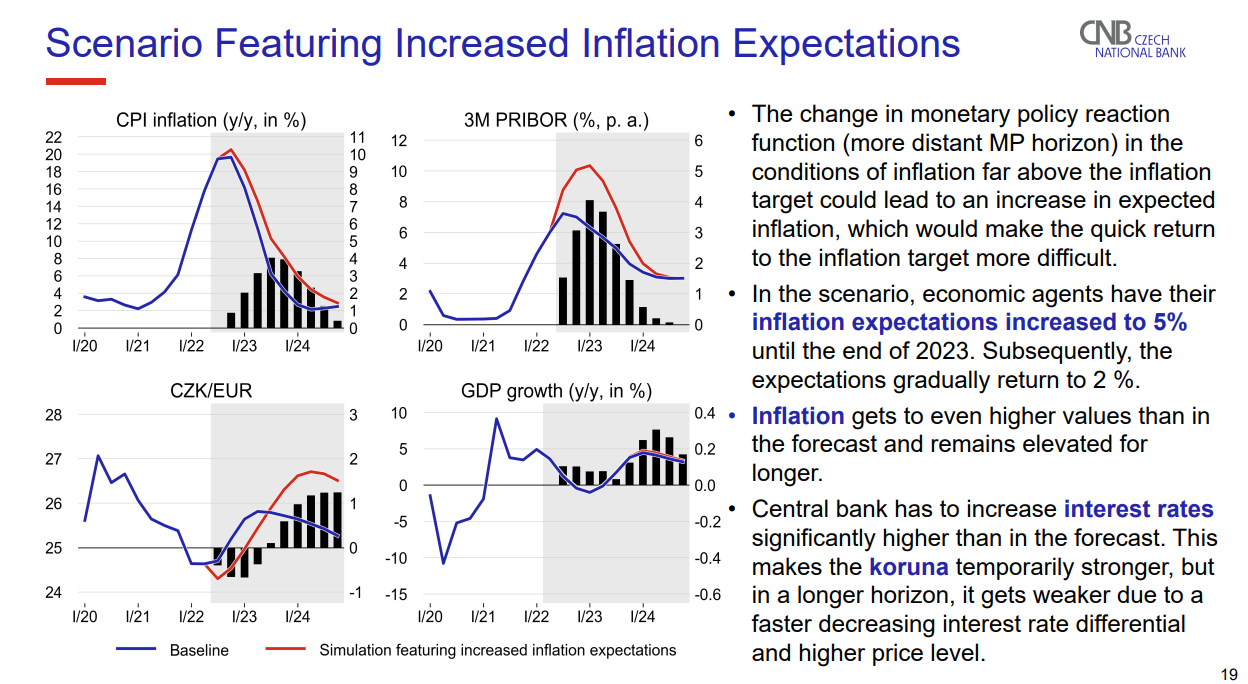 Scenario Featuring Increased Inflation Expectations
CNB CZECH
NATIONAL BANK
CPI inflation (y/y, in %)
22
20
18
16
14
12
10
8
6
4
2
0
11
10
9
8
7
6
5
4
3
2
1
0
I/20 I/21 I/22 I/23 I/24
3M PRIBOR (%, p. a.)
12
10
8
6
4
2
0
6
5
4
3
2
1
0
I/20 I/21 I/22 I/23 I/24
CZK/EUR
28
27
26
25
24
3
2
1
0
-1
I/20 I/21 I/22 I/23 I/24
GDP growth (y/y, in %)
10
5
0
-5
-10
-15
0.4
0.2
0.0
-0.2
-0.4
-0.6
I/20 I/21 I/22 I/23 I/24
Baseline
Simulation featuring increased inflation expectations
• The change in monetary policy reaction
function (more distant MP horizon) in the
conditions of inflation far above the inflation
target could lead to an increase in expected
inflation, which would make the quick return
to the inflation target more difficult.
• In the scenario, economic agents have their
inflation expectations increased to 5%
until the end of 2023. Subsequently, the
expectations gradually return to 2 %.
• Inflation gets to even higher values than in
the forecast and remains elevated for
longer.
• Central bank has to increase interest rates
significantly higher than in the forecast. This
makes the koruna temporarily stronger, but
in a longer horizon, it gets weaker due to a
faster decreasing interest rate differential
and higher price level.
19